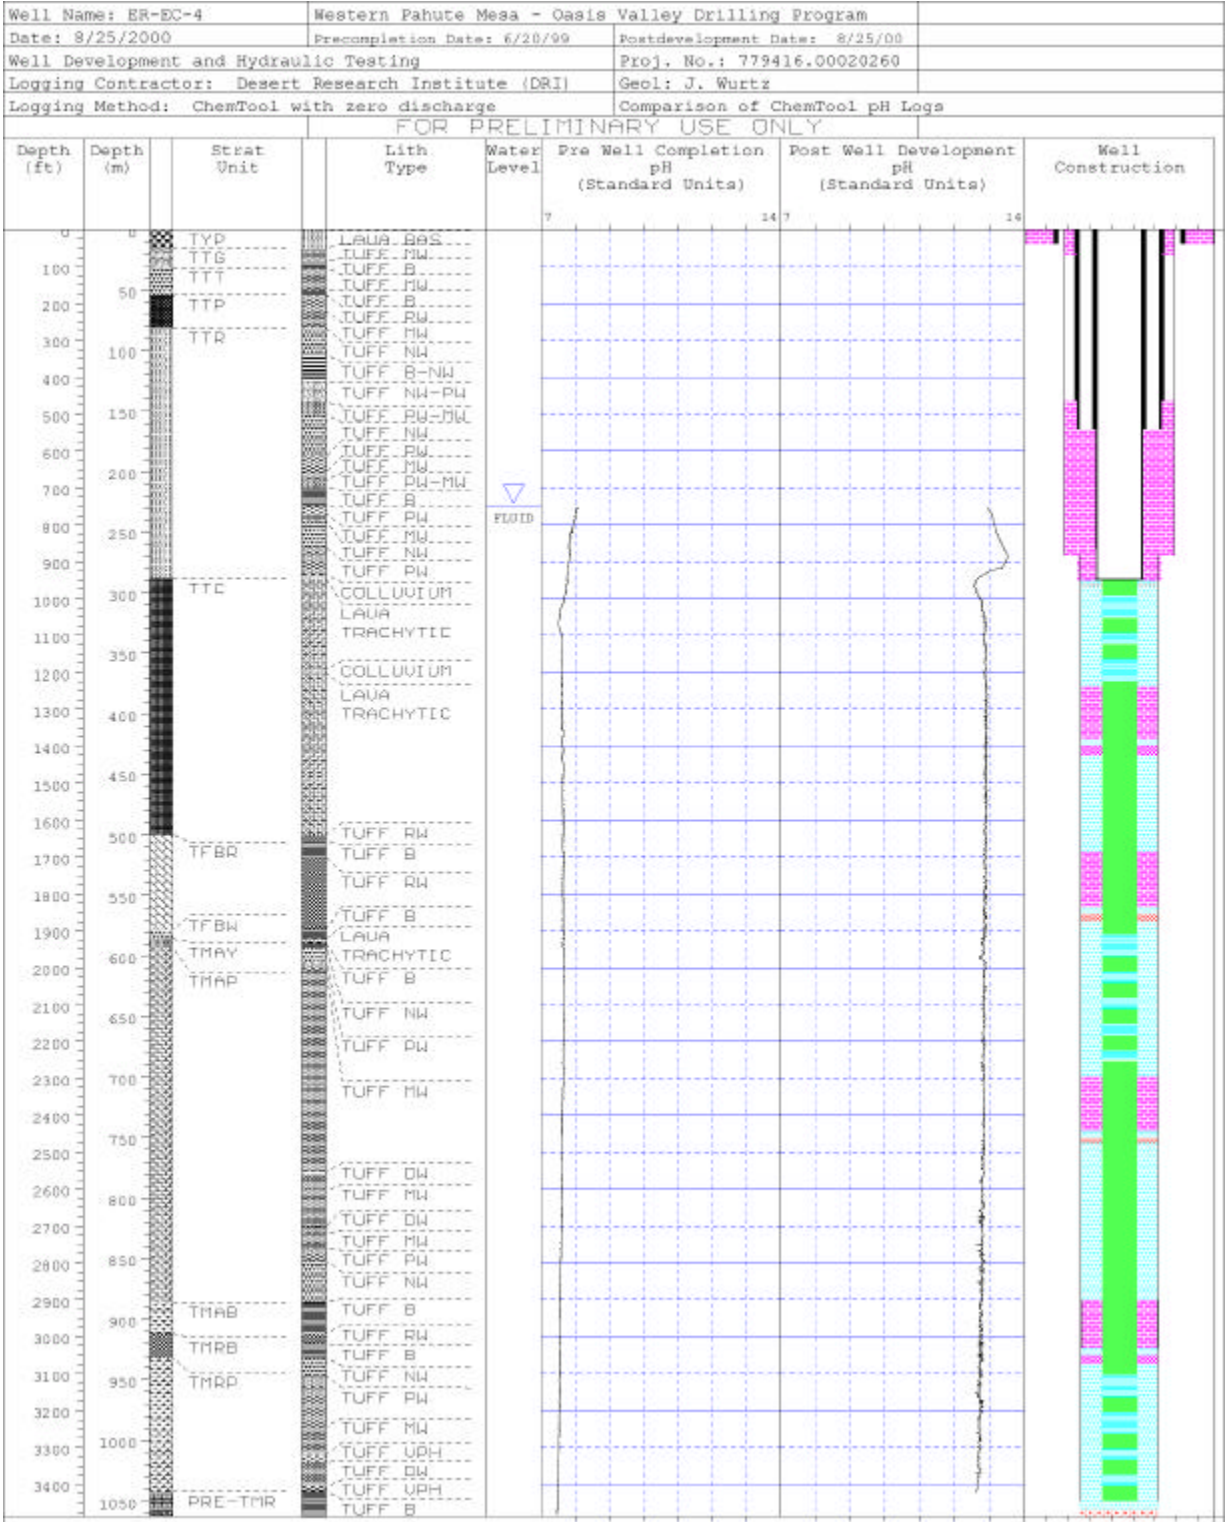 Well Name: ER-EC-4
Western Pahute Mesa - Oasis Valley Drilling Program
Date: 8/25/2000
Precompletion Date: 6/20/99
Postdevelopment Date: 8/25/00
Well Development and Hydraulic Testing
Proj. No.: 779416.00020260
Logging Contractor: Desert Research Institute (DRI)
Geol: J. Wurtz
Logging Method: ChemTool with zero discharge
Comparison of ChemTool pH Logs
FOR PRELIMINARY USE ONLY
Depth (ft)
Depth (m)
Strat Unit
Lith Type
Water Level
Pre Well Completion
pH
(Standard Units)
7 14
Post Well Development
pH
(Standard Units)
7 14
Well Construction
0
100
200
300
400
500
600
700
800
900
1000
1100
1200
1300
1400
1500
1600
1700
1800
1900
2000
2100
2200
2300
2400
2500
2600
2700
2800
2900
3000
3100
3200
3300
3400
0
50
100
150
200
250
300
350
400
450
500
550
600
650
700
750
800
850
900
950
1000
1050
TYP
TTG
TTT
TTP
TTR
TTC
TFBR
TFBW
TMAY
TMAP
TMAB
TMRB
TMRP
PRE-TMR
LAVA BAS
TUFF MW
TUFF B
TUFF MW
TUFF B
TUFF RW
TUFF MW
TUFF NW
TUFF B-NW
TUFF NW-PW
TUFF PW-MW
TUFF NW
TUFF PW
TUFF MW
TUFF PW-MW
TUFF B
TUFF PW
TUFF MW
TUFF NW
TUFF PW
COLLUVIUM
LAVA
TRACHYTIC
COLLUVIUM
LAVA
TRACHYTIC
TUFF RW
TUFF B
TUFF RW
TUFF B
LAVA
TRACHYTIC
TUFF B
TUFF NW
TUFF PW
TUFF MW
TUFF DW
TUFF MW
TUFF DW
TUFF MW
TUFF PW
TUFF NW
TUFF B
TUFF RW
TUFF B
TUFF NW
TUFF PW
TUFF MW
TUFF VPH
TUFF DW
TUFF VPH
TUFF B
FLUID